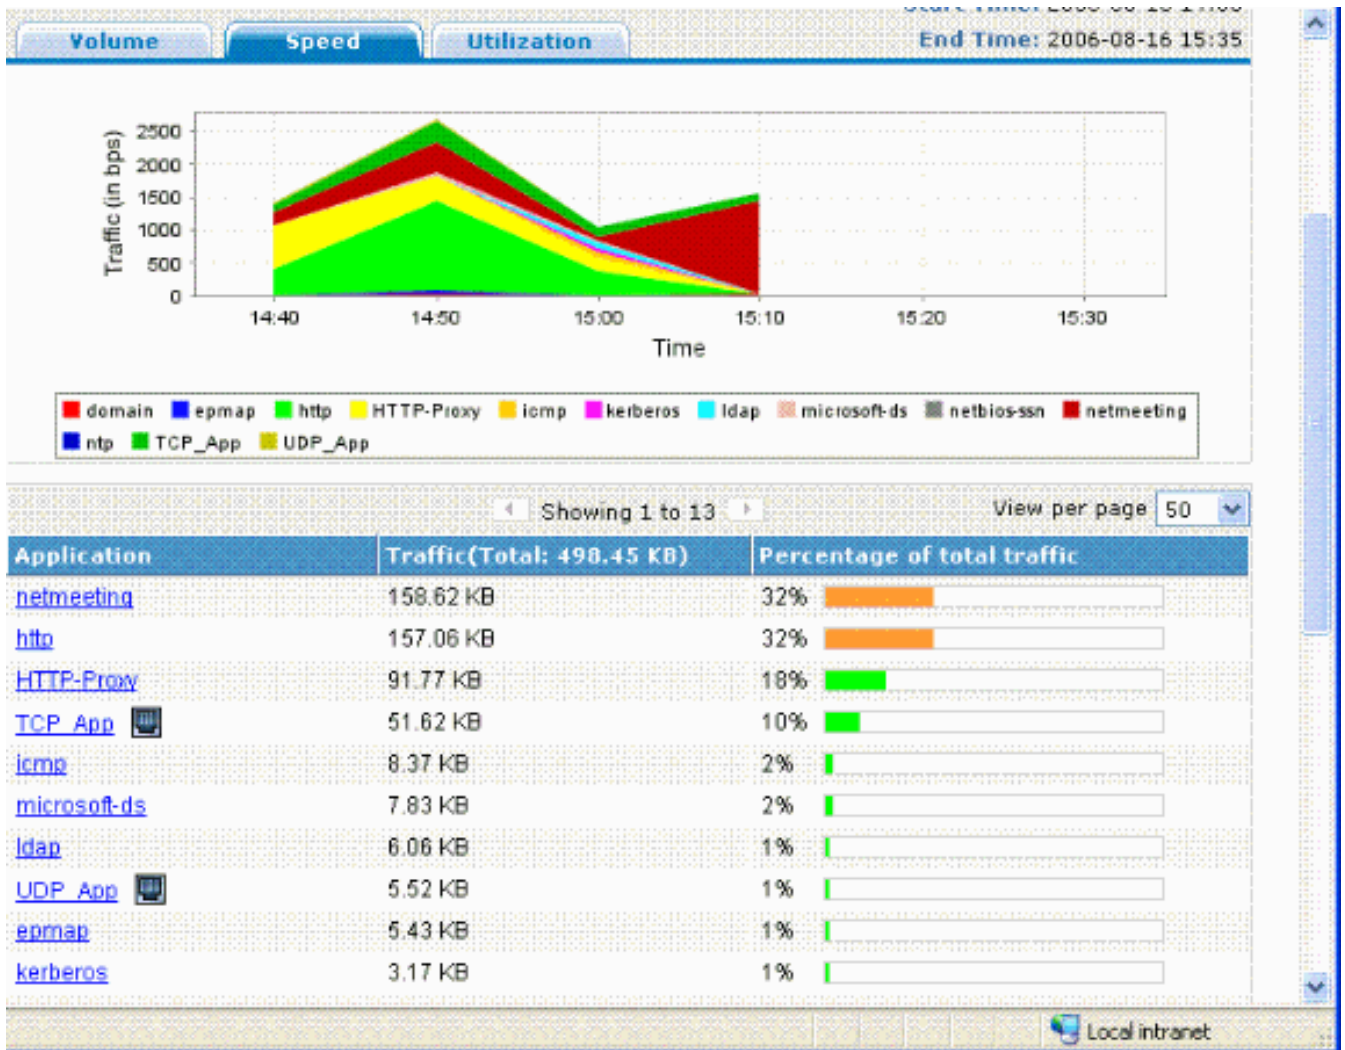 Volume Speed Utilization
End Time: 2006-08-16 15:35
Traffic (in bps)
2500
2000
1500
1000
500
0
14:40 14:50 15:00 15:10 15:20 15:30
Time
domain epmap http HTTP-Proxy icmp kerberos ldap microsoft-ds netbios-ssn netmeeting
ntp TCP_App UDP_App
Showing 1 to 13 View per page 50
Application Traffic(Total: 498.45 KB) Percentage of total traffic
netmeeting 158.62 KB 32%
http 157.06 KB 32%
HTTP-Proxy 91.77 KB 18%
TCP_App 51.62 KB 10%
icmp 8.37 KB 2%
microsoft-ds 7.83 KB 2%
ldap 6.06 KB 1%
UDP_App 5.52 KB 1%
epmap 5.43 KB 1%
kerberos 3.17 KB 1%
Local intranet